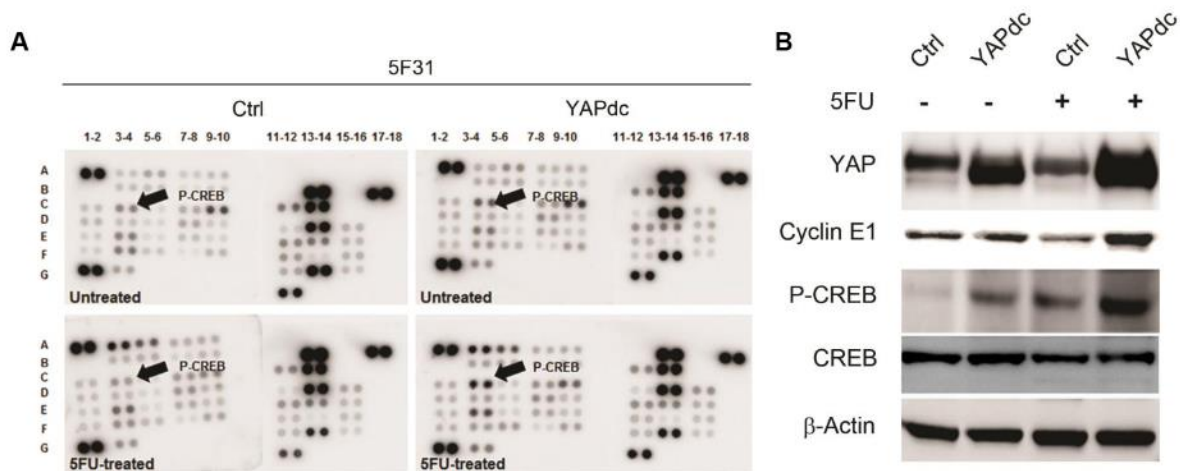 A
5F31
Ctrl YAPdc
1-2 3-4 5-6 7-8 9-10 11-12 13-14 15-16 17-18 1-2 3-4 5-6 7-8 9-10 11-12 13-14 15-16 17-18
A
B
C
D
E
F
G
P-CREB
Untreated
P-CREB
Untreated
A
B
C
D
E
F
G
P-CREB
5FU-treated
P-CREB
5FU-treated
B
Ctrl YAPdc Ctrl YAPdc
5FU - - + +
YAP
Cyclin E1
P-CREB
CREB
β-Actin